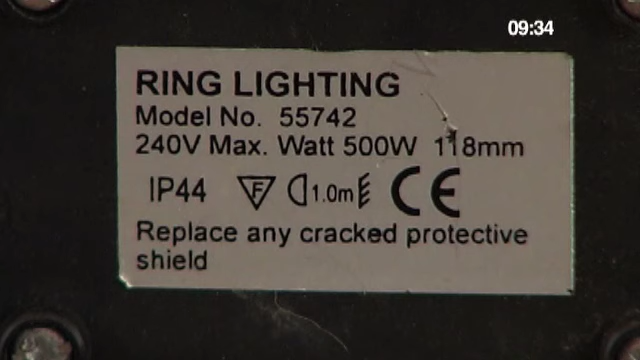 09:34
RING LIGHTING
Model No. 55742
240V Max. Watt 500W 118mm
IP44 F 1.0m CE
Replace any cracked protective
shield